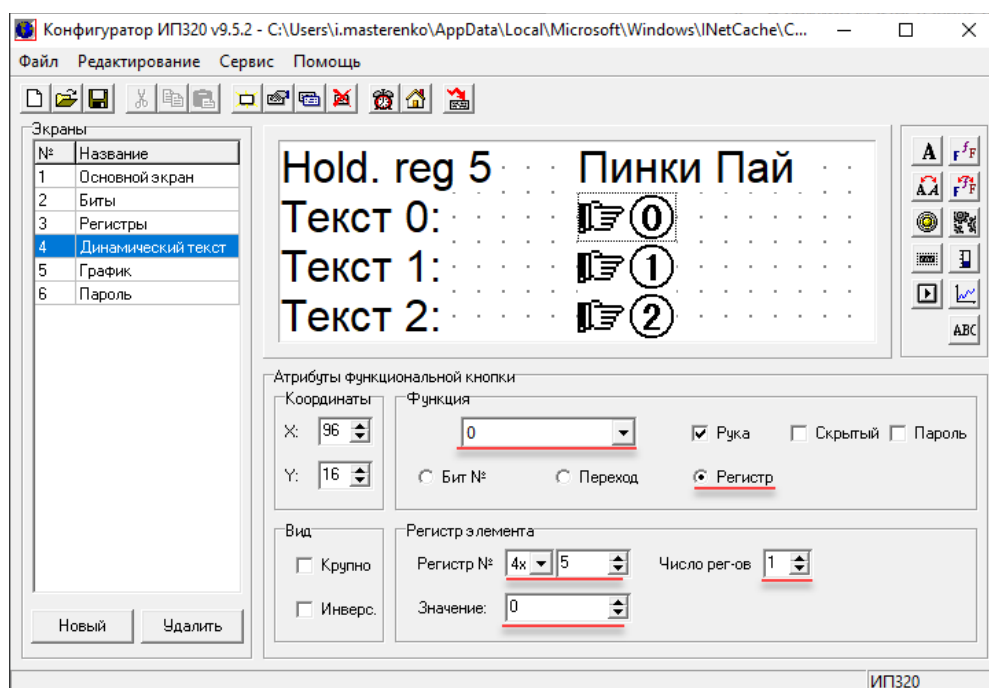 Конфигуратор ИП320 v9.5.2 - C:\Users\i.masterenko\AppData\Local\Microsoft\Windows\INetCache\C...
Файл Редактирование Сервис Помощь
Экраны
№ Название
1 Основной экран
2 Биты
3 Регистры
4 Динамический текст
5 График
6 Пароль
Новый Удалить
Hold. reg 5 Пинки Пай
Текст 0: 0
Текст 1: 1
Текст 2: 2
A F f F
A A F F
ABC
Атрибуты функциональной кнопки
Координаты
X: 96
Y: 16
Функция
0 Рука Скрытый Пароль
Бит № Переход Регистр
Вид
Крупно
Инверс.
Регистр элемента
Регистр № 4x 5 Число рег-ов 1
Значение: 0
ИП320